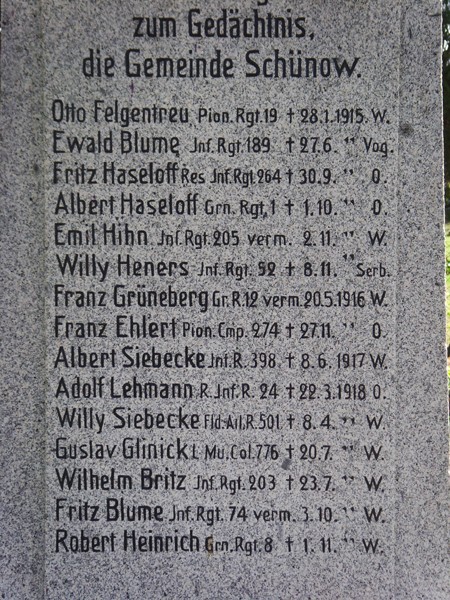 zum Gedächtnis,
die Gemeinde Schünow.
Otto Felgentreu Pion. Rgt. 19 † 28.1.1915. W.
Ewald Blume Jnf. Rgt. 189 † 27.6. " Vog.
Fritz Haseloff Res Jnf. Rgt. 264 † 30.9. " O.
Albert Haseloff Grn. Rgt. 1 † 1.10. " O.
Emil Hihn Jnf. Rgt. 205 verm. 2.11. " W.
Willy Heners Jnf. Rgt. 52 † 8.11. " Serb.
Franz Grüneberg Gr. R. 12 verm. 20.5.1916 W.
Franz Ehlert Pion. Cmp. 274 † 27.11. " O.
Albert Siebecke Jnf. R. 398 † 8.6.1917 W.
Adolf Lehmann R. Jnf. R. 24 † 22.3.1918 O.
Willy Siebecke Fld. Arl. R. 501 † 8.4. " W.
Gustav Glinick L. Mu. Col. 776 † 20.7. " W.
Wilhelm Britz Jnf. Rgt. 203 † 23.7. " W.
Fritz Blume Jnf. Rgt. 74 verm. 3.10. " W.
Robert Heinrich Grn. Rgt. 8 † 1.11. " W.